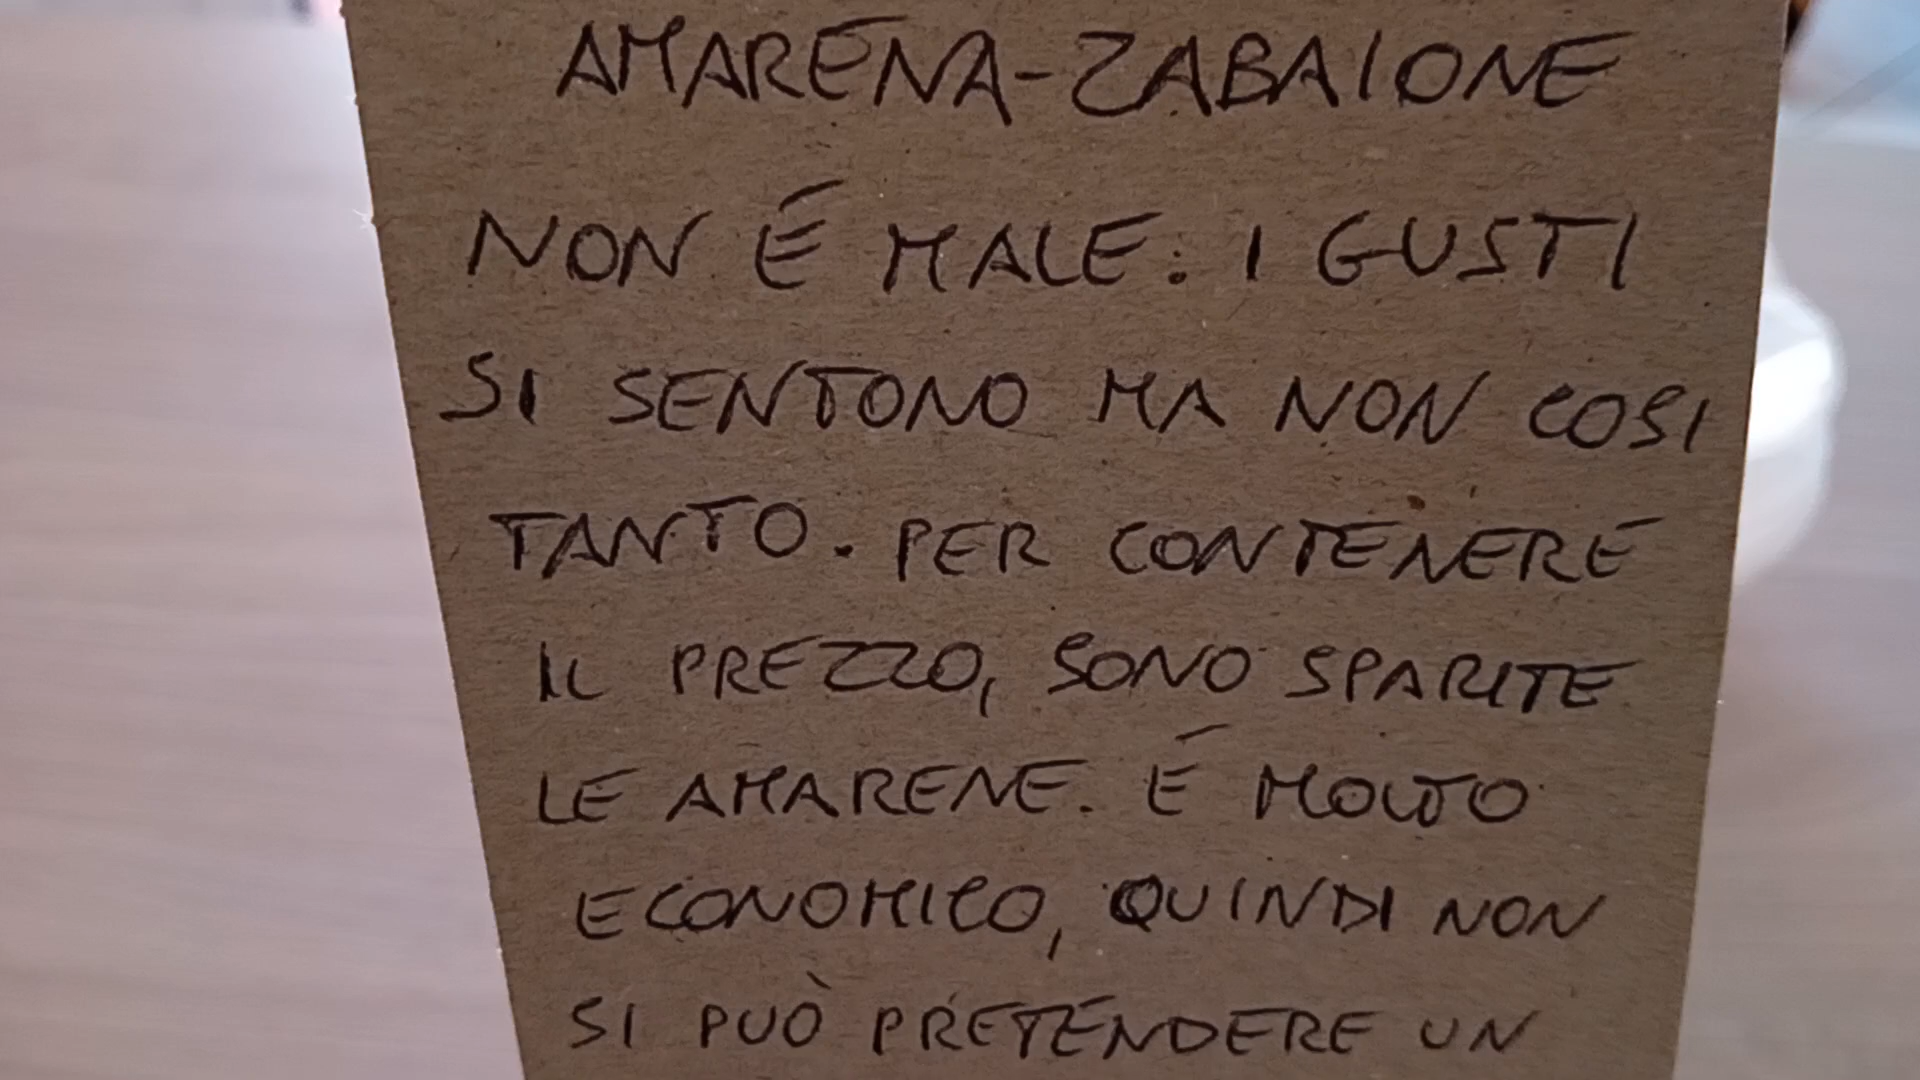 AMARENA-ZABAIONE
NON É MALE. I GUSTI
SI SENTONO MA NON COSI
TANTO. PER CONTENERE
IL PREZZO, SONO SPARITE
LE AMARENE. É MOLTO
ECONOMICO, QUINDI NON
SI PUÒ PRETENDERE UN